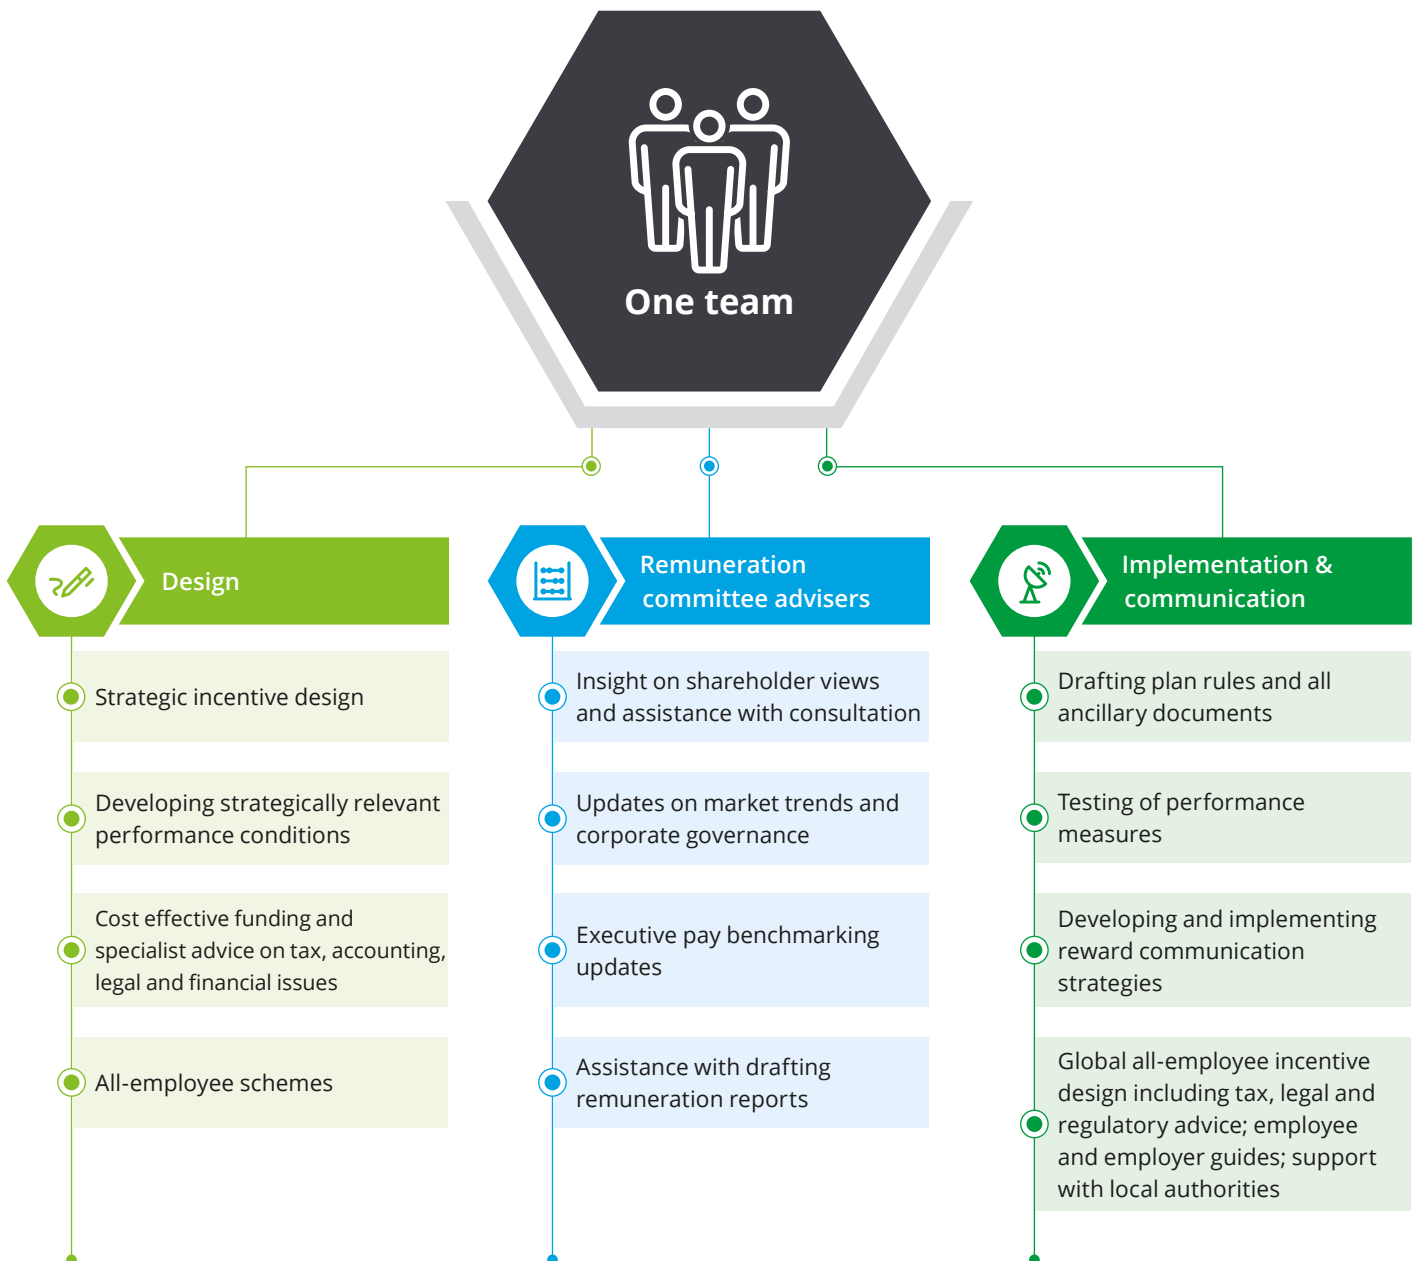 One team
Design
Strategic incentive design
Developing strategically relevant
performance conditions
Cost effective funding and
specialist advice on tax, accounting,
legal and financial issues
All-employee schemes
Remuneration
committee advisers
Insight on shareholder views
and assistance with consultation
Updates on market trends and
corporate governance
Executive pay benchmarking
updates
Assistance with drafting
remuneration reports
Implementation &
communication
Drafting plan rules and all
ancillary documents
Testing of performance
measures
Developing and implementing
reward communication
strategies
Global all-employee incentive
design including tax, legal and
regulatory advice; employee
and employer guides; support
with local authorities